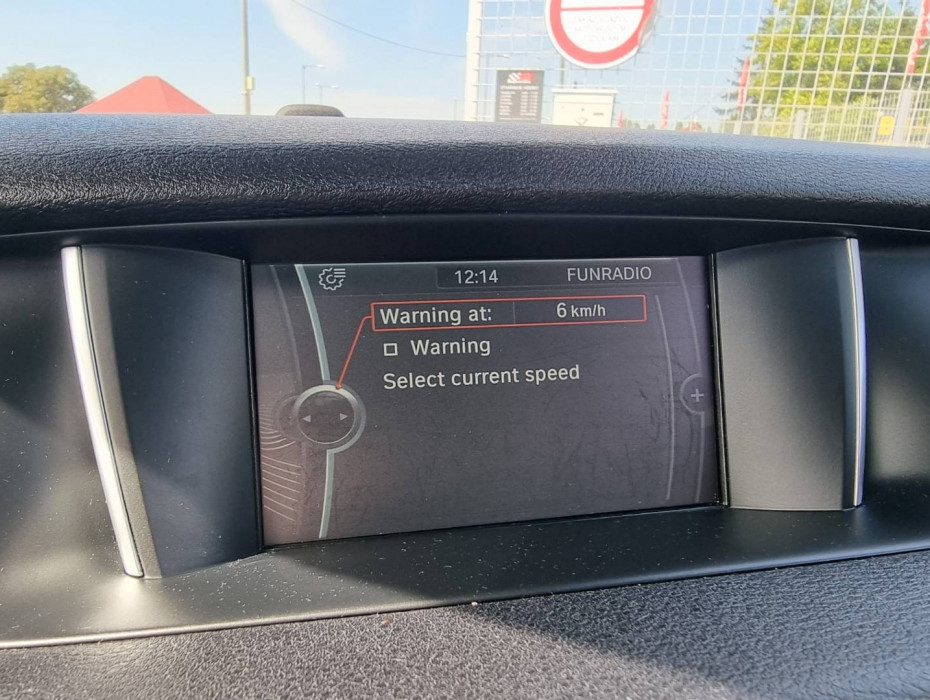 12:14 FUNRADIO
Warning at: 6 km/h
Warning
Select current speed